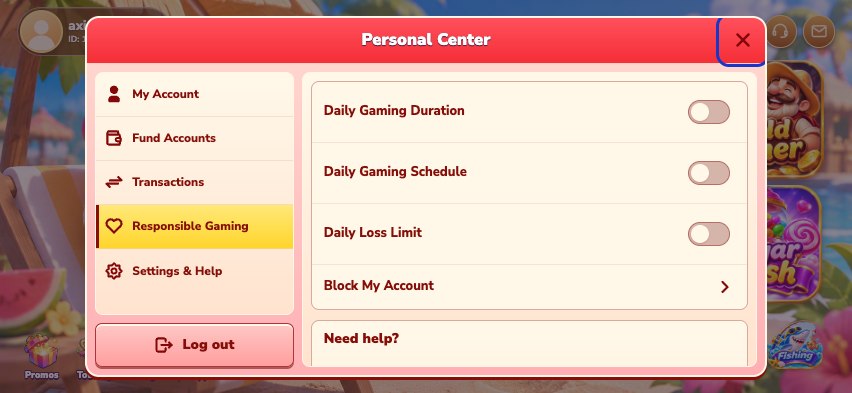 Personal Center
My Account
Fund Accounts
Transactions
Responsible Gaming
Settings & Help
Log out
Daily Gaming Duration
Daily Gaming Schedule
Daily Loss Limit
Block My Account
Need help?
ID:
Promos
Fishing